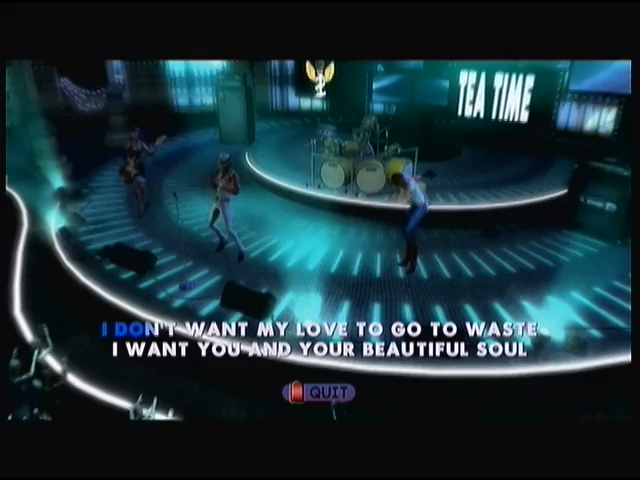 TEA TIME
I DON'T WANT MY LOVE TO GO TO WASTE
I WANT YOU AND YOUR BEAUTIFUL SOUL
QUIT